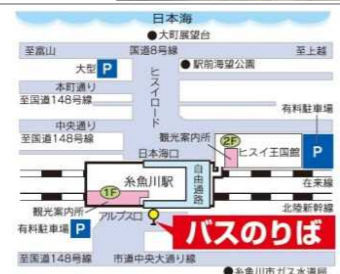 日本海
●大町展望台
至富山
国道8号線
至上越
大型 P
ヒスイロード
●駅前海望公園
本町通り
至国道148号線
有料駐車場
中央通り
至国道148号線
観光案内所
2F
ヒスイ王国館
P
日本海口
自由通路
糸魚川駅
1F
在来線
北陸新幹線
観光案内所
アルプス口
有料駐車場 P
バスのりば
至国道148号線
市道中央大通り線
●糸魚川市ガス水道局